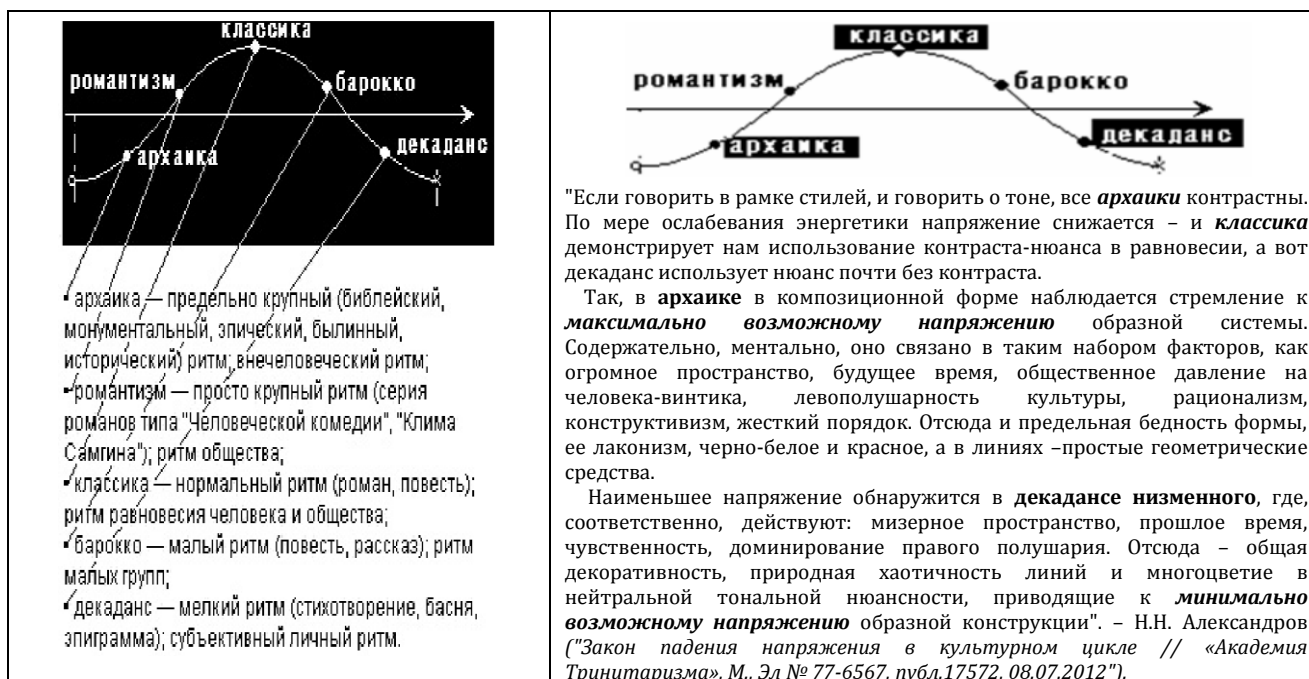 классика
романтизм
барокко
архаика
декаданс
• архаика — предельно крупный (библейский,
монументальный, эпический, былинный,
исторический) ритм; внечеловеческий ритм;
• романтизм — просто крупный ритм (серия
романов типа "Человеческой комедии", "Клима
Самгина"); ритм общества;
• классика — нормальный ритм (роман, повесть);
ритм равновесия человека и общества;
• барокко — малый ритм (повесть, рассказ); ритм
малых групп;
• декаданс — мелкий ритм (стихотворение, басня,
эпиграмма); субъективный личный ритм.
классика
романтизм
барокко
архаика
декаданс
"Если говорить в рамке стилей, и говорить о тоне, все архаики контрастны.
По мере ослабевания энергетики напряжение снижается – и классика
демонстрирует нам использование контраста-нюанса в равновесии, а вот
декаданс использует нюанс почти без контраста.
Так, в архаике в композиционной форме наблюдается стремление к
максимально возможному напряжению образной системы.
Содержательно, ментально, оно связано в таким набором факторов, как
огромное пространство, будущее время, общественное давление на
человека-винтика, левополушарность культуры, рационализм,
конструктивизм, жесткий порядок. Отсюда и предельная бедность формы,
ее лаконизм, черно-белое и красное, а в линиях –простые геометрические
средства.
Наименьшее напряжение обнаружится в декадансе низменного, где,
соответственно, действуют: мизерное пространство, прошлое время,
чувственность, доминирование правого полушария. Отсюда – общая
декоративность, природная хаотичность линий и многоцветие в
нейтральной тональной нюансности, приводящие к минимально
возможному напряжению образной конструкции". – Н.Н. Александров
("Закон падения напряжения в культурном цикле // «Академия
Тринитаризма», М., Эл № 77-6567, публ.17572, 08.07.2012").